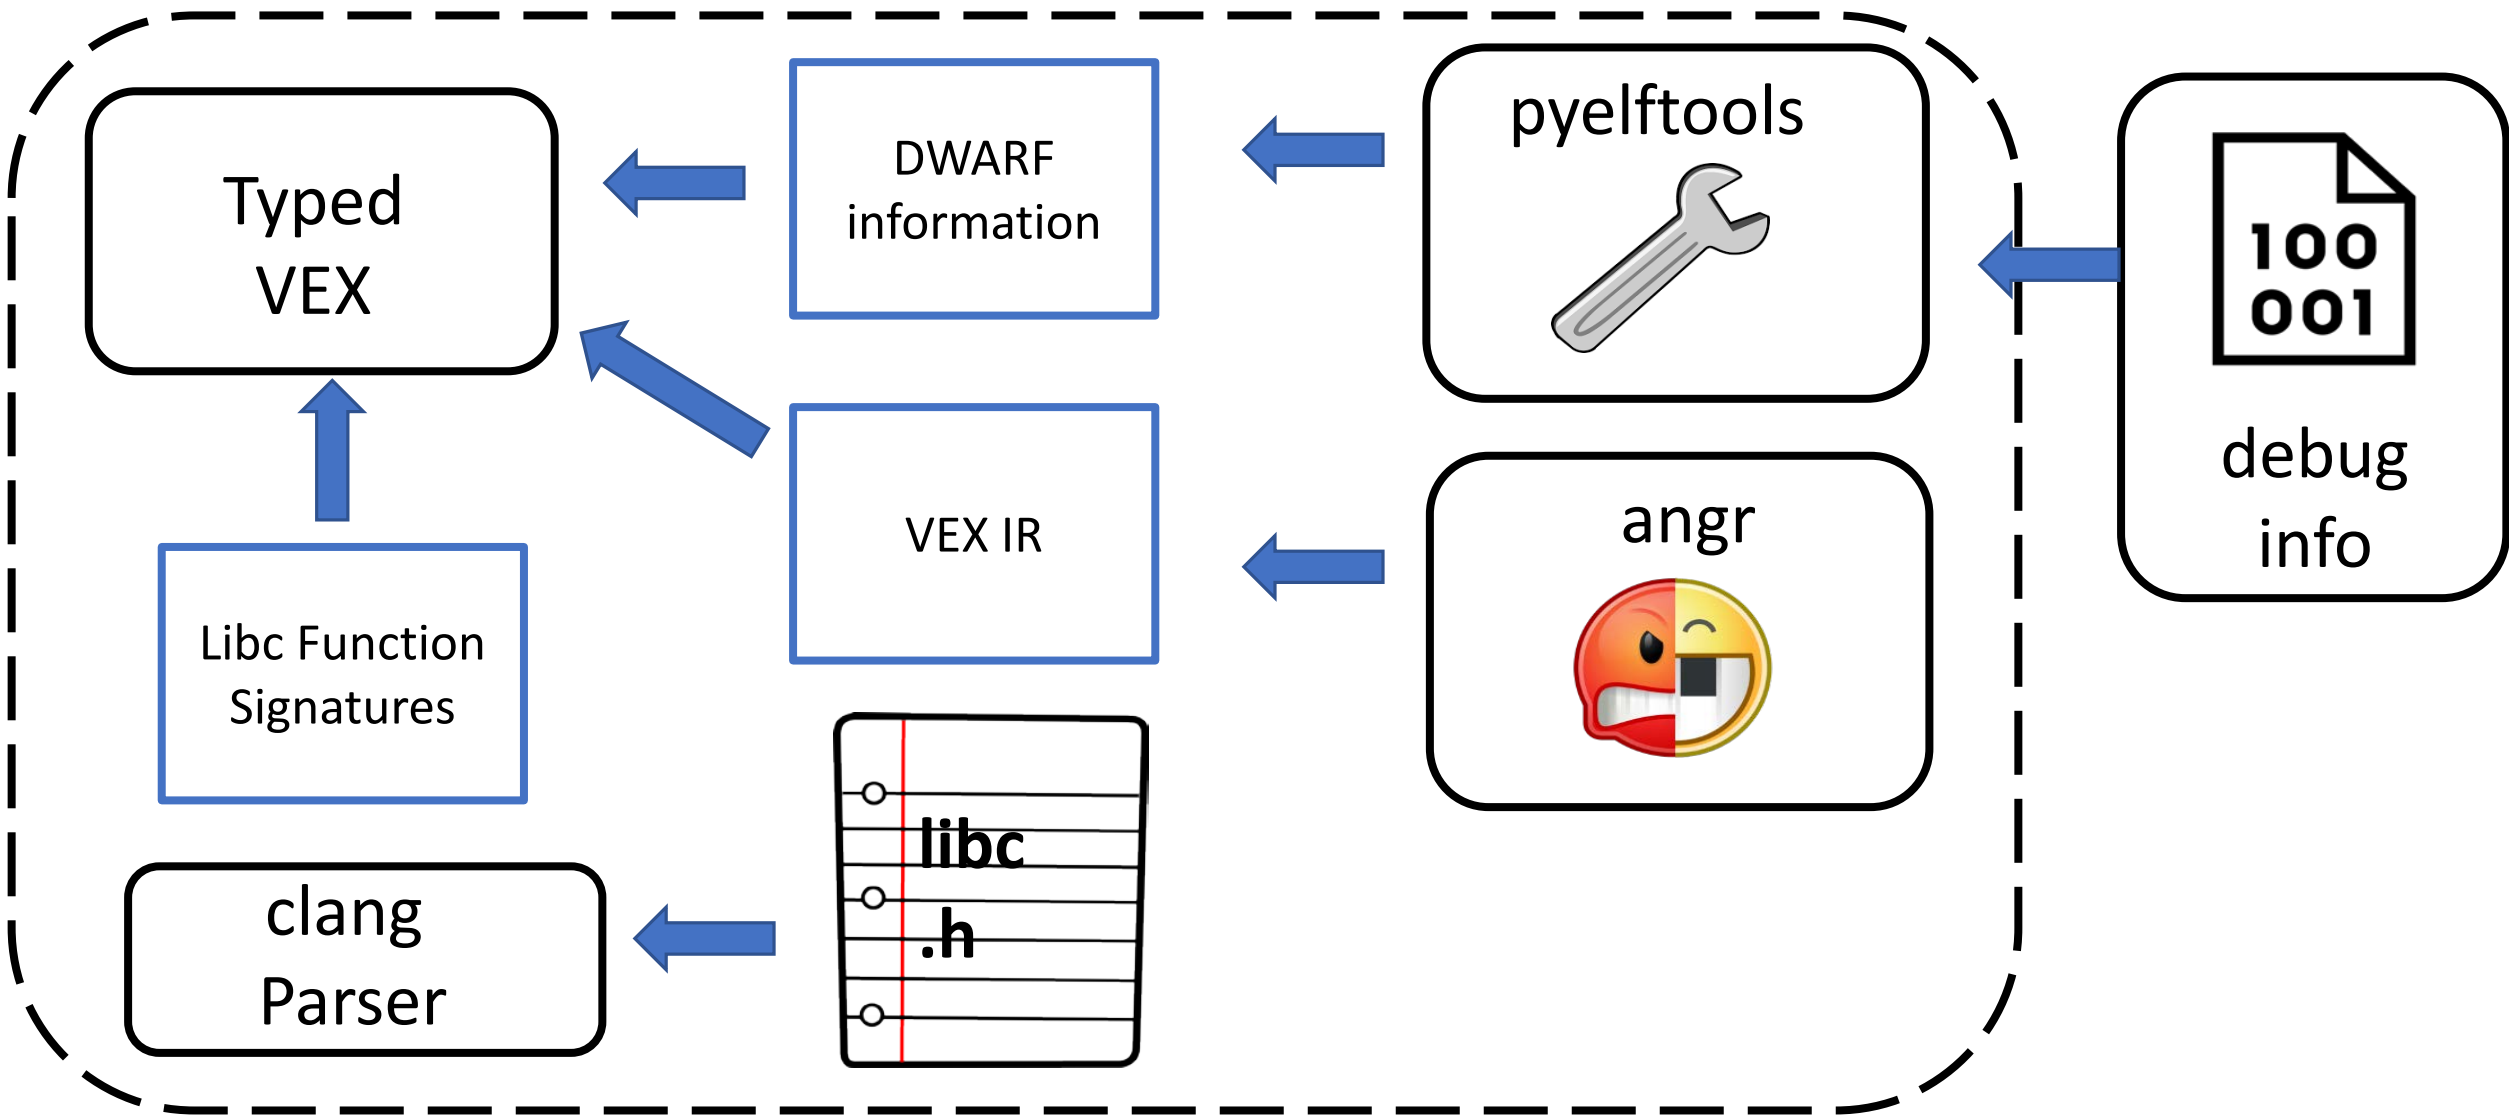 Typed
VEX
DWARF
information
pyelftools
100
001
debug
info
VEX IR
angr
Libc Function
Signatures
libc
.h
clang
Parser